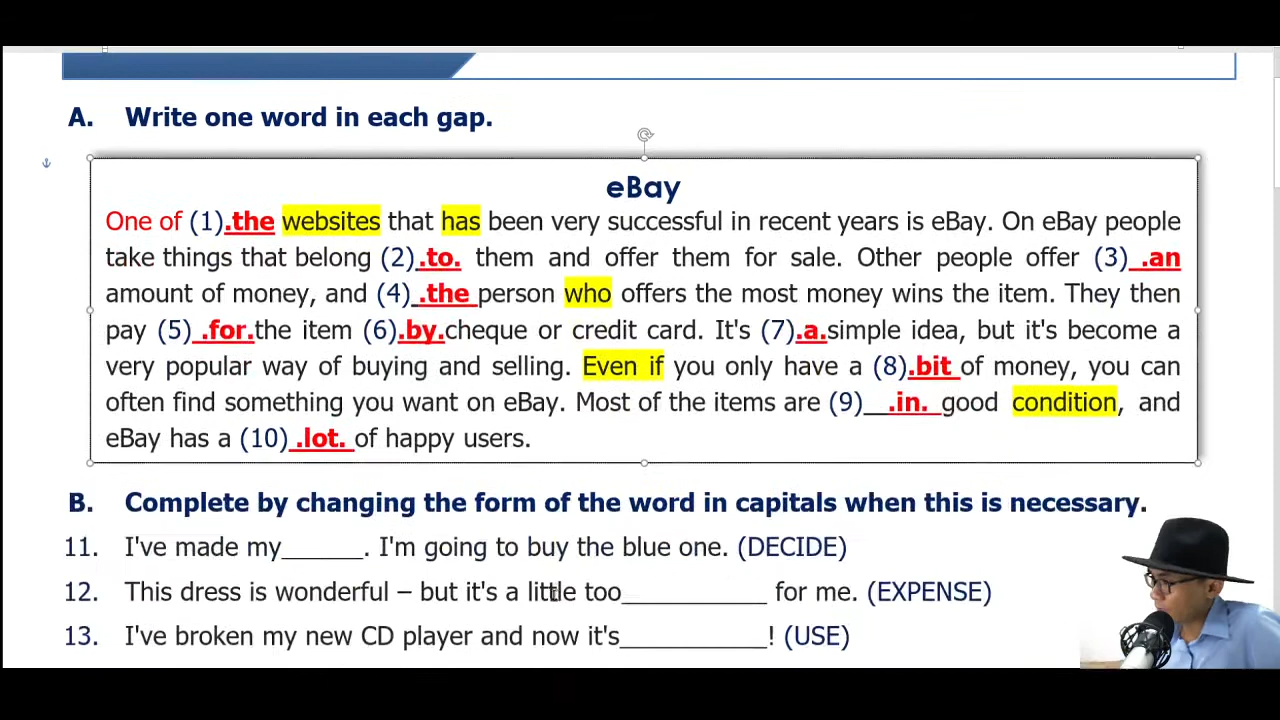 A. Write one word in each gap.
eBay
One of (1).the websites that has been very successful in recent years is eBay. On eBay people
take things that belong (2) .to. them and offer them for sale. Other people offer (3) .an
amount of money, and (4) .the person who offers the most money wins the item. They then
pay (5) .for.the item (6).by.cheque or credit card. It's (7).a.simple idea, but it's become a
very popular way of buying and selling. Even if you only have a (8).bit of money, you can
often find something you want on eBay. Most of the items are (9)__.in. good condition, and
eBay has a (10) .lot. of happy users.
B. Complete by changing the form of the word in capitals when this is necessary.
11. I've made my______. I'm going to buy the blue one. (DECIDE)
12. This dress is wonderful – but it's a little too___________ for me. (EXPENSE)
13. I've broken my new CD player and now it's___________! (USE)